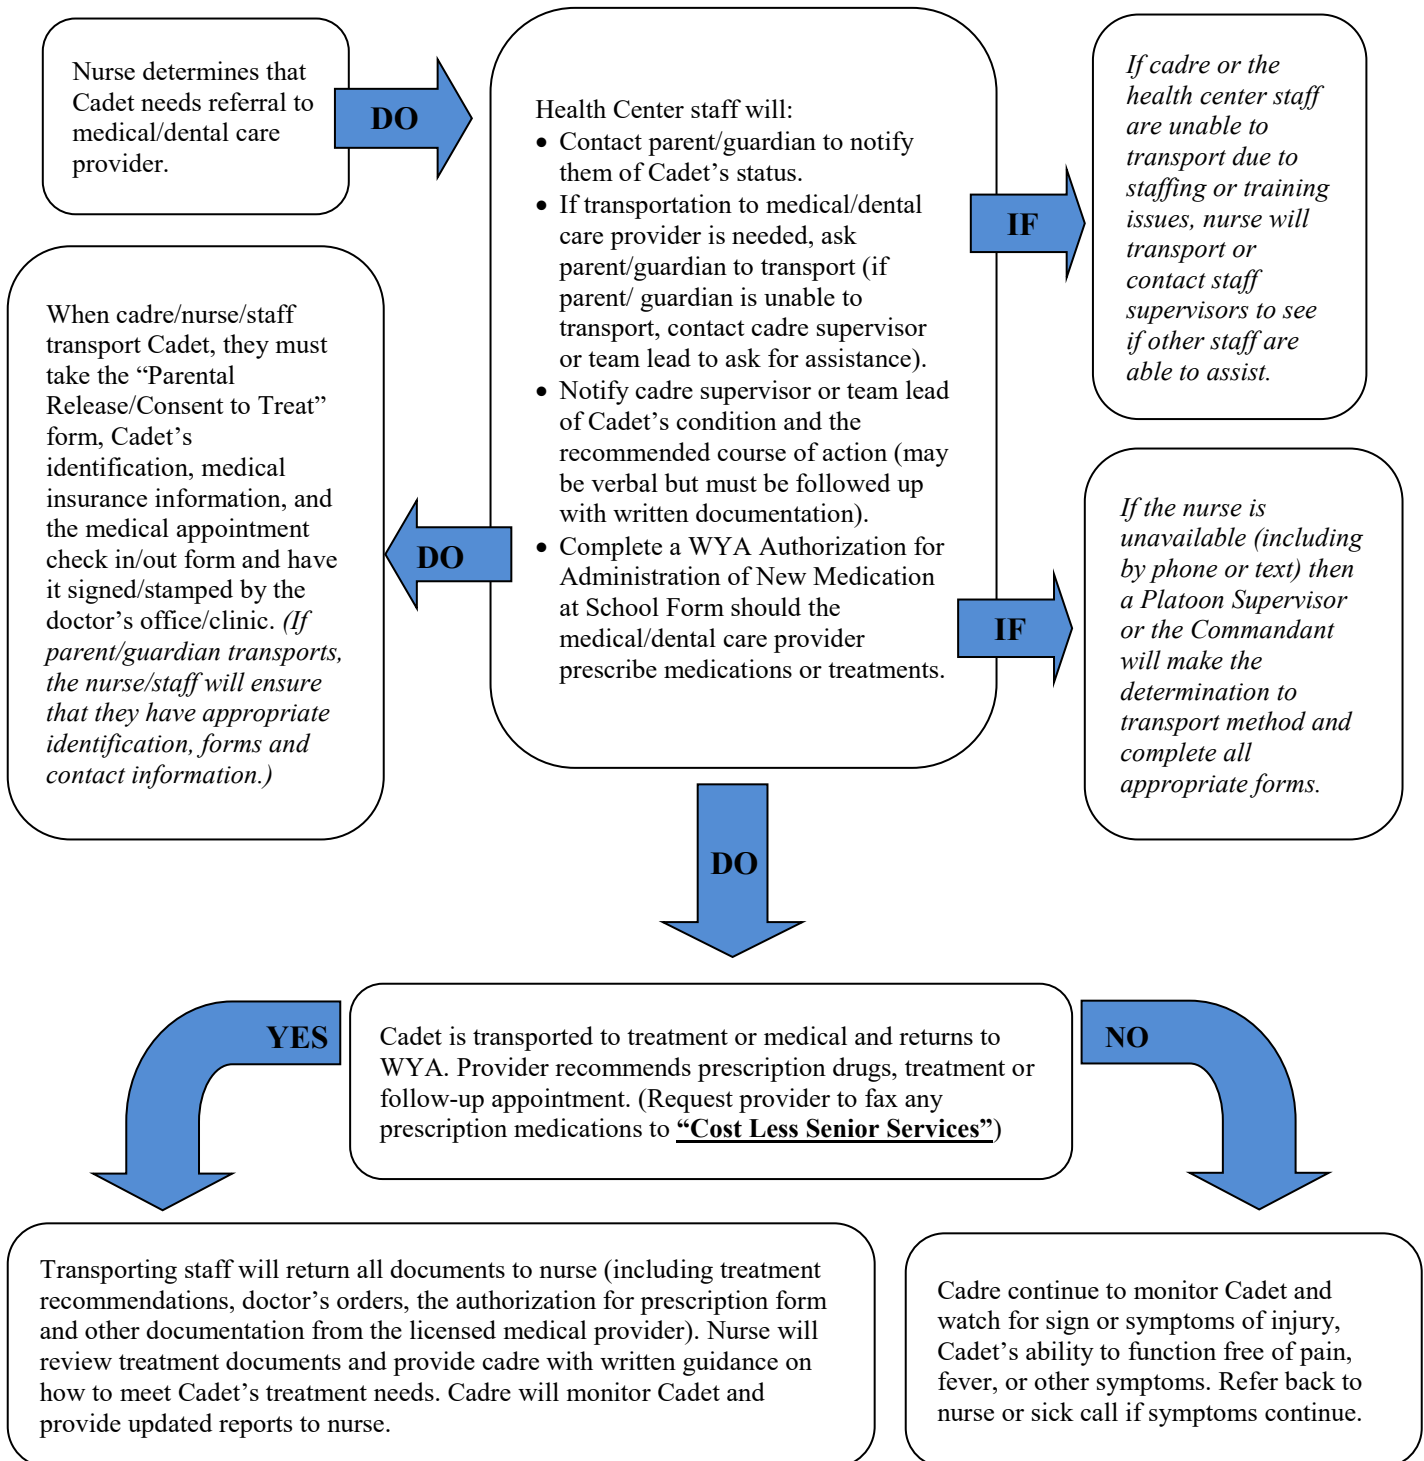 Nurse determines that
Cadet needs referral to
medical/dental care
provider.
DO
Health Center staff will:
• Contact parent/guardian to notify
them of Cadet’s status.
• If transportation to medical/dental
care provider is needed, ask
parent/guardian to transport (if
parent/ guardian is unable to
transport, contact cadre supervisor
or team lead to ask for assistance).
• Notify cadre supervisor or team lead
of Cadet’s condition and the
recommended course of action (may
be verbal but must be followed up
with written documentation).
• Complete a WYA Authorization for
Administration of New Medication
at School Form should the
medical/dental care provider
prescribe medications or treatments.
IF
If cadre or the
health center staff
are unable to
transport due to
staffing or training
issues, nurse will
transport or
contact staff
supervisors to see
if other staff are
able to assist.
IF
If the nurse is
unavailable (including
by phone or text) then
a Platoon Supervisor
or the Commandant
will make the
determination to
transport method and
complete all
appropriate forms.
DO
When cadre/nurse/staff
transport Cadet, they must
take the “Parental
Release/Consent to Treat”
form, Cadet’s
identification, medical
insurance information, and
the medical appointment
check in/out form and have
it signed/stamped by the
doctor’s office/clinic. (If
parent/guardian transports,
the nurse/staff will ensure
that they have appropriate
identification, forms and
contact information.)
DO
Cadet is transported to treatment or medical and returns to
WYA. Provider recommends prescription drugs, treatment or
follow-up appointment. (Request provider to fax any
prescription medications to “Cost Less Senior Services”)
YES
Transporting staff will return all documents to nurse (including treatment
recommendations, doctor’s orders, the authorization for prescription form
and other documentation from the licensed medical provider). Nurse will
review treatment documents and provide cadre with written guidance on
how to meet Cadet’s treatment needs. Cadre will monitor Cadet and
provide updated reports to nurse.
NO
Cadre continue to monitor Cadet and
watch for sign or symptoms of injury,
Cadet’s ability to function free of pain,
fever, or other symptoms. Refer back to
nurse or sick call if symptoms continue.